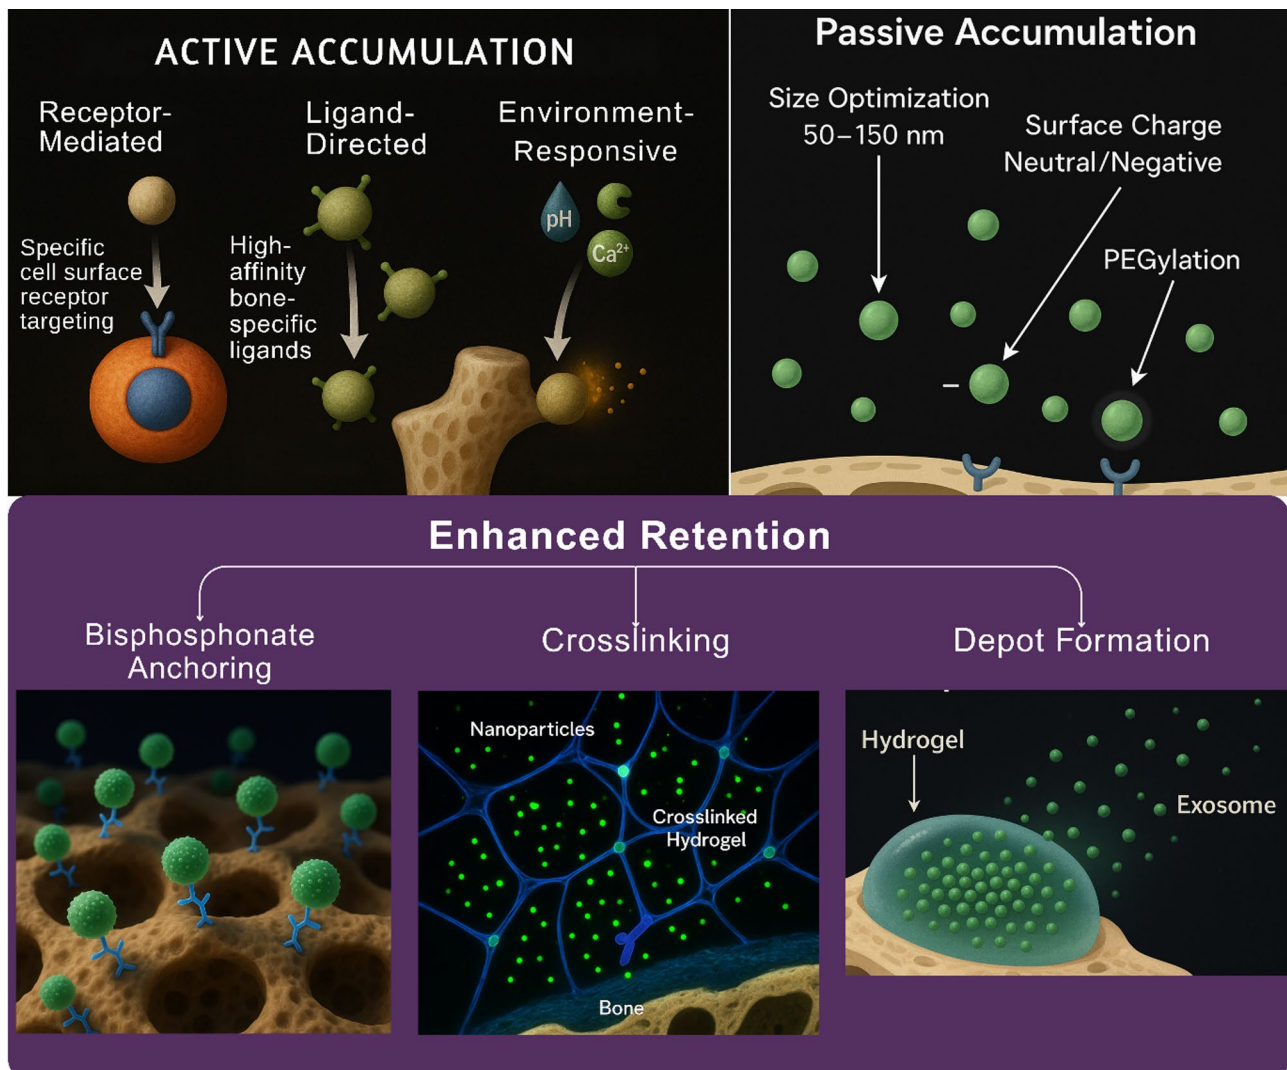 ACTIVE ACCUMULATION
Receptor-
Mediated
Specific
cell surface
receptor
targeting
Ligand-
Directed
High-
affinity
bone-
specific
ligands
Environment-
Responsive
pH
Ca²⁺
Passive Accumulation
Size Optimization
50–150 nm
Surface Charge
Neutral/Negative
PEGylation
–
Enhanced Retention
Bisphosphonate
Anchoring
Crosslinking
Depot Formation
Nanoparticles
Crosslinked
Hydrogel
Bone
Hydrogel
Exosome